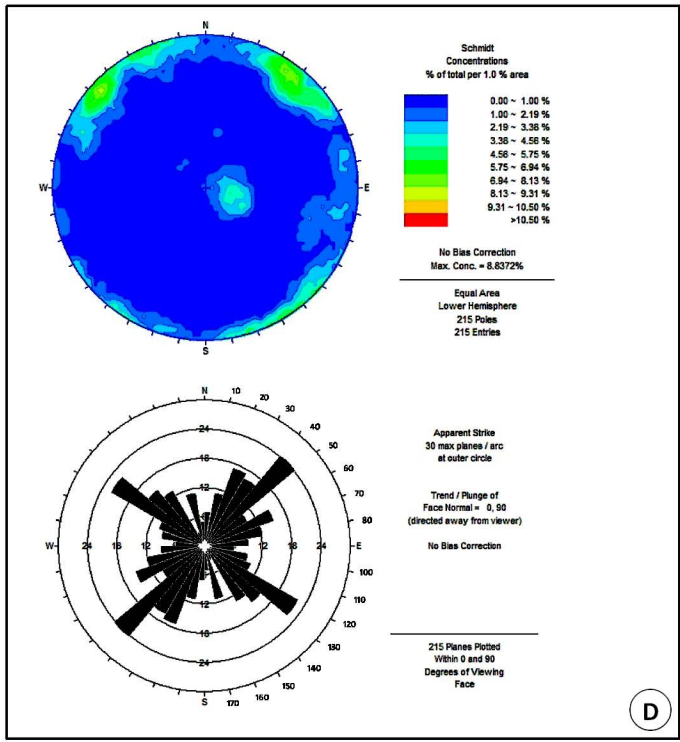 N
W
E
S
Schmidt
Concentrations
% of total per 1.0 % area
0.00 ~ 1.00 %
1.00 ~ 2.19 %
2.19 ~ 3.38 %
3.38 ~ 4.56 %
4.56 ~ 5.75 %
5.75 ~ 6.94 %
6.94 ~ 8.13 %
8.13 ~ 9.31 %
9.31 ~ 10.50 %
>10.50 %
No Bias Correction
Max. Conc. = 8.8372%
Equal Area
Lower Hemisphere
215 Poles
215 Entries
N
10
20
30
40
50
60
70
80
E
100
110
120
130
140
150
160
170
S
W
24
18
12
12
18
24
24
18
12
12
18
24
Apparent Strike
30 max planes / arc
at outer circle
Trend / Plunge of
Face Normal = 0, 90
(directed away from viewer)
No Bias Correction
215 Planes Plotted
Within 0 and 90
Degrees of Viewing
Face
D